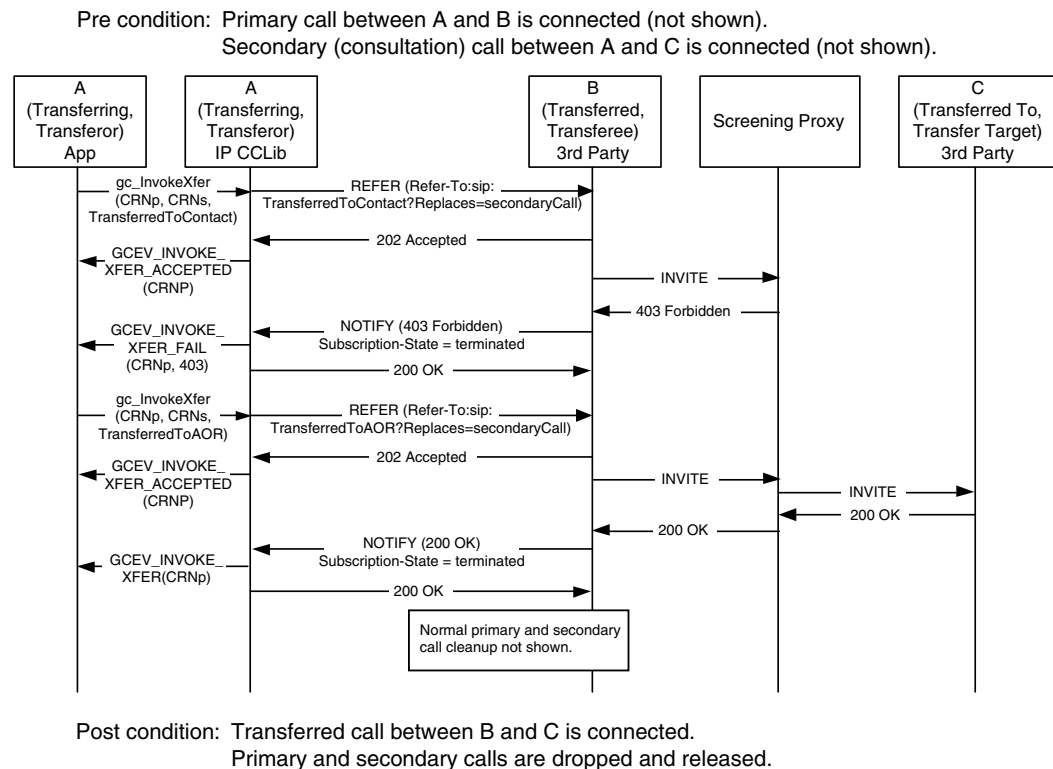 Pre condition: Primary call between A and B is connected (not shown).
Secondary (consultation) call between A and C is connected (not shown).
A
(Transferring,
Transferor)
App
A
(Transferring,
Transferor)
IP CCLib
B
(Transferred,
Transferee)
3rd Party
Screening Proxy
C
(Transferred To,
Transfer Target)
3rd Party
gc_InvokeXfer
(CRNp, CRNs,
TransferredToContact)
REFER (Refer-To:sip:
TransferredToContact?Replaces=secondaryCall)
202 Accepted
GCEV_INVOKE_
XFER_ACCEPTED
(CRNP)
INVITE
403 Forbidden
NOTIFY (403 Forbidden)
Subscription-State = terminated
GCEV_INVOKE_
XFER_FAIL
(CRNp, 403)
200 OK
gc_InvokeXfer
(CRNp, CRNs,
TransferredToAOR)
REFER (Refer-To:sip:
TransferredToAOR?Replaces=secondaryCall)
202 Accepted
GCEV_INVOKE_
XFER_ACCEPTED
(CRNP)
INVITE
INVITE
200 OK
200 OK
NOTIFY (200 OK)
Subscription-State = terminated
GCEV_INVOKE_
XFER(CRNp)
200 OK
Normal primary and secondary
call cleanup not shown.
Post condition: Transferred call between B and C is connected.
Primary and secondary calls are dropped and released.